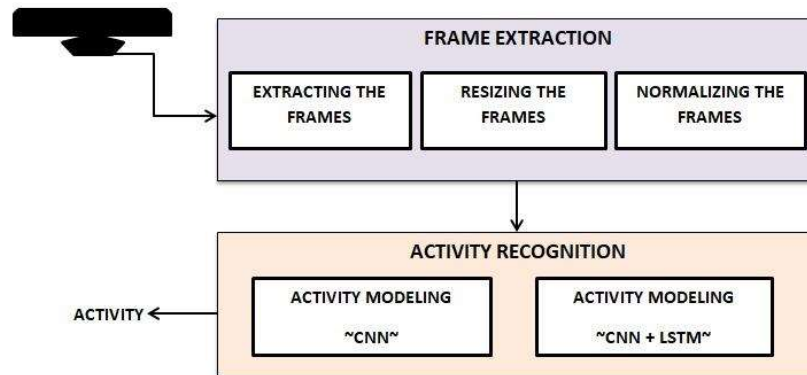 FRAME EXTRACTION
EXTRACTING THE
FRAMES
RESIZING THE
FRAMES
NORMALIZING THE
FRAMES
ACTIVITY RECOGNITION
ACTIVITY MODELING
~CNN~
ACTIVITY MODELING
~CNN + LSTM~
ACTIVITY